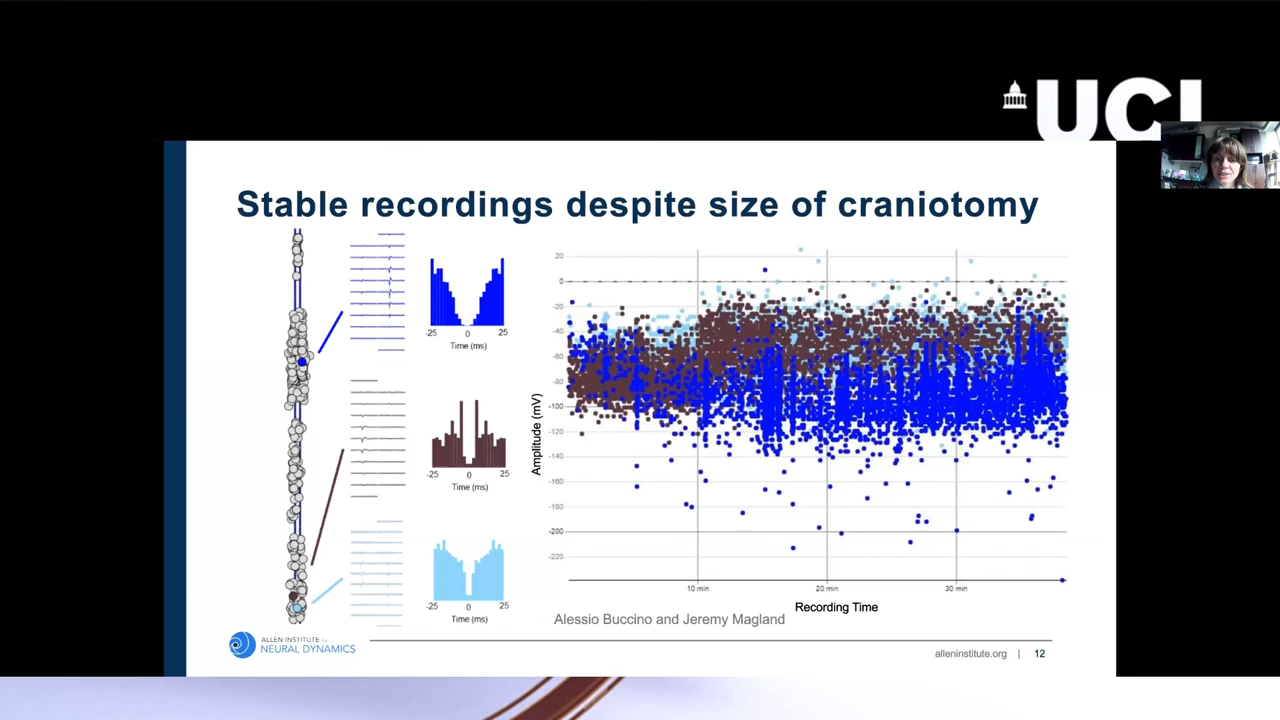 UCL
Stable recordings despite size of craniotomy
-25 0 25
Time (ms)
-25 0 25
Time (ms)
-25 0 25
Time (ms)
Amplitude (mV)
20
0
-20
-40
-60
-80
-100
-120
-140
-160
-180
-200
-220
10 min 20 min 30 min
Recording Time
Alessio Buccino and Jeremy Magland
ALLEN INSTITUTE for
NEURAL DYNAMICS
alleninstitute.org | 12